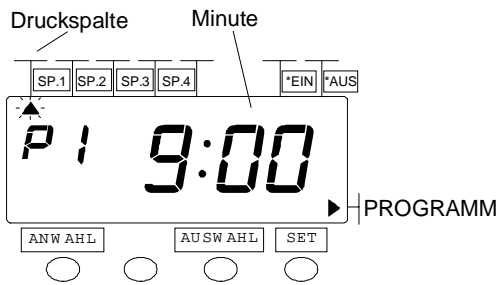 Druckspalte Minute
SP.1 SP.2 SP.3 SP.4 *EIN *AUS
P1 9:00
PROGRAMM
ANWAHL AUSWAHL SET